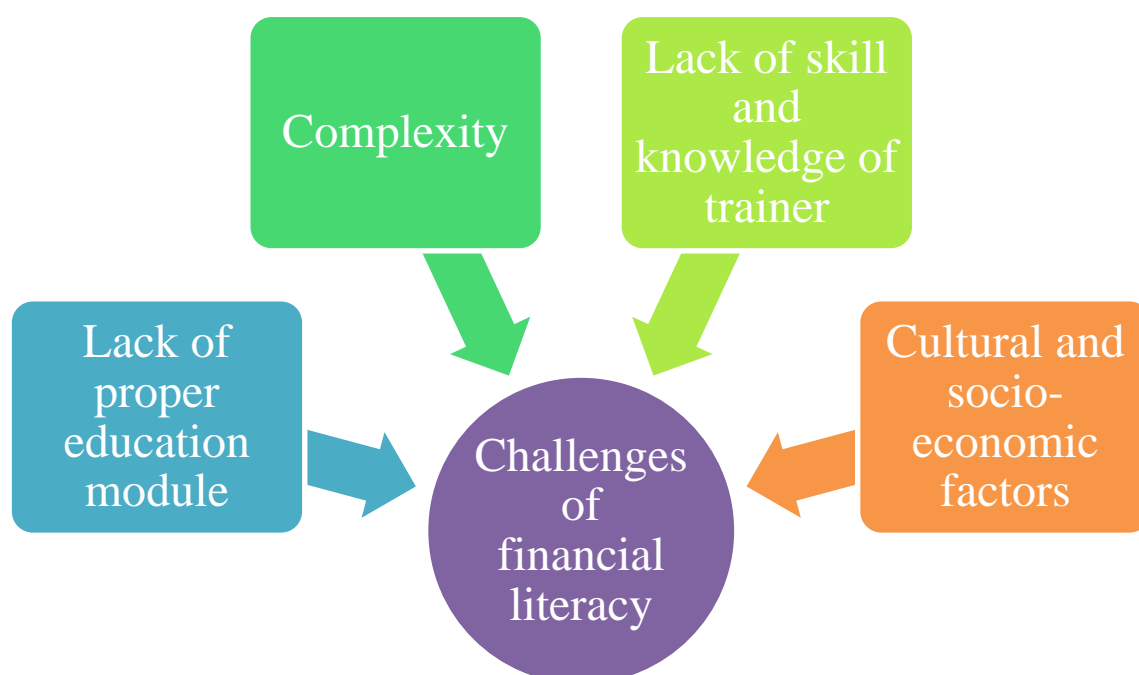 Complexity
Lack of skill
and
knowledge of
trainer
Lack of
proper
education
module
Cultural and
socio-
economic
factors
Challenges
of
financial
literacy